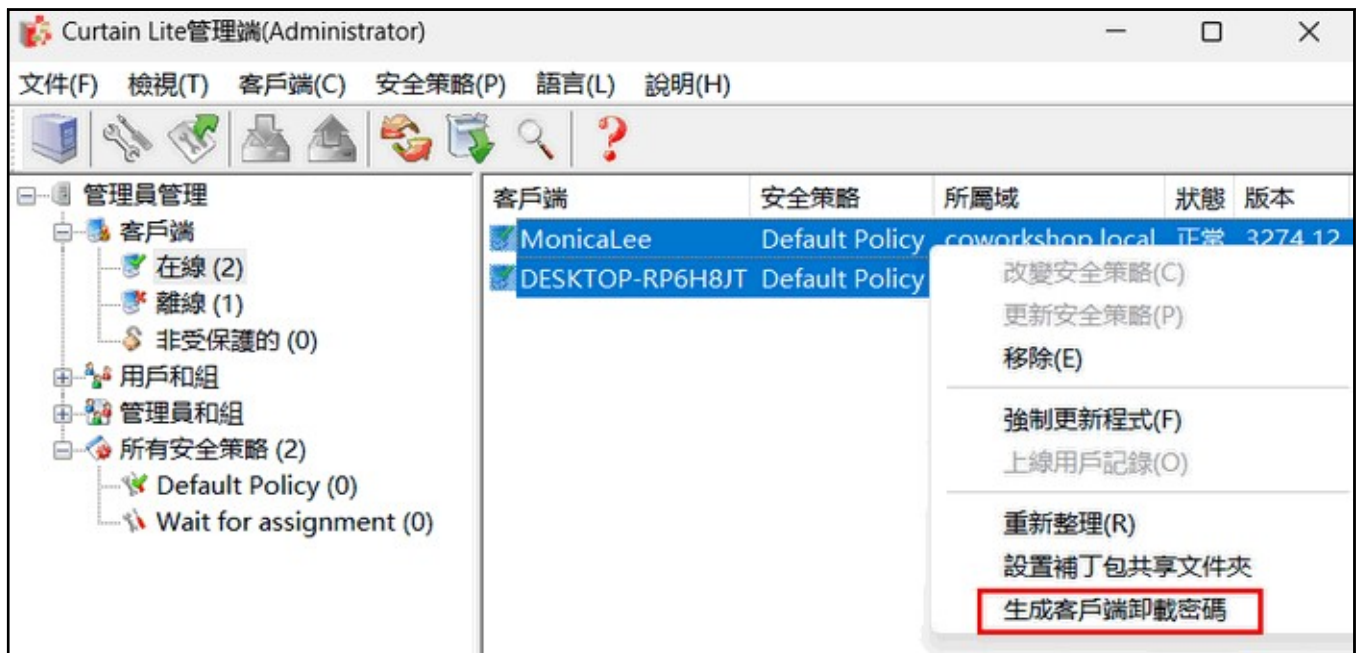 Curtain Lite管理端(Administrator)
文件(F) 檢視(T) 客戶端(C) 安全策略(P) 語言(L) 說明(H)
管理員管理
客戶端
在線 (2)
離線 (1)
非受保護的 (0)
用戶和組
管理員和組
所有安全策略 (2)
Default Policy (0)
Wait for assignment (0)
客戶端 安全策略 所屬域 狀態 版本
MonicaLee Default Policy coworkshop.local 正常 3274.12
DESKTOP-RP6H8JT Default Policy
改變安全策略(C)
更新安全策略(P)
移除(E)
強制更新程式(F)
上線用戶記錄(O)
重新整理(R)
設置補丁包共享文件夾
生成客戶端卸載密碼